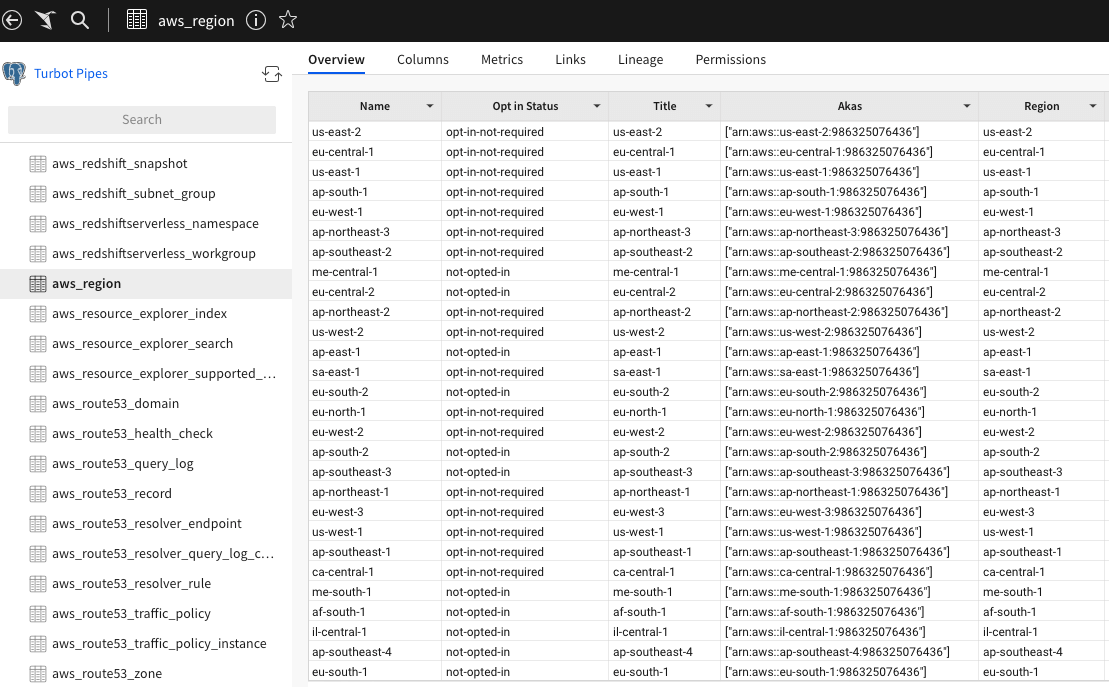 aws_region
Turbot Pipes
Search
aws_redshift_snapshot
aws_redshift_subnet_group
aws_redshiftserverless_namespace
aws_redshiftserverless_workgroup
aws_region
aws_resource_explorer_index
aws_resource_explorer_search
aws_resource_explorer_supported_...
aws_route53_domain
aws_route53_health_check
aws_route53_query_log
aws_route53_record
aws_route53_resolver_endpoint
aws_route53_resolver_query_log_c...
aws_route53_resolver_rule
aws_route53_traffic_policy
aws_route53_traffic_policy_instance
aws_route53_zone
Overview Columns Metrics Links Lineage Permissions
Name Opt in Status Title Akas Region
us-east-2 opt-in-not-required us-east-2 ["arn:aws::us-east-2:986325076436"] us-east-2
eu-central-1 opt-in-not-required eu-central-1 ["arn:aws::eu-central-1:986325076436"] eu-central-1
us-east-1 opt-in-not-required us-east-1 ["arn:aws::us-east-1:986325076436"] us-east-1
ap-south-1 opt-in-not-required ap-south-1 ["arn:aws::ap-south-1:986325076436"] ap-south-1
eu-west-1 opt-in-not-required eu-west-1 ["arn:aws::eu-west-1:986325076436"] eu-west-1
ap-northeast-3 opt-in-not-required ap-northeast-3 ["arn:aws::ap-northeast-3:986325076436"] ap-northeast-3
ap-southeast-2 opt-in-not-required ap-southeast-2 ["arn:aws::ap-southeast-2:986325076436"] ap-southeast-2
me-central-1 not-opted-in me-central-1 ["arn:aws::me-central-1:986325076436"] me-central-1
eu-central-2 not-opted-in eu-central-2 ["arn:aws::eu-central-2:986325076436"] eu-central-2
ap-northeast-2 opt-in-not-required ap-northeast-2 ["arn:aws::ap-northeast-2:986325076436"] ap-northeast-2
us-west-2 opt-in-not-required us-west-2 ["arn:aws::us-west-2:986325076436"] us-west-2
ap-east-1 not-opted-in ap-east-1 ["arn:aws::ap-east-1:986325076436"] ap-east-1
sa-east-1 opt-in-not-required sa-east-1 ["arn:aws::sa-east-1:986325076436"] sa-east-1
eu-south-2 not-opted-in eu-south-2 ["arn:aws::eu-south-2:986325076436"] eu-south-2
eu-north-1 opt-in-not-required eu-north-1 ["arn:aws::eu-north-1:986325076436"] eu-north-1
eu-west-2 opt-in-not-required eu-west-2 ["arn:aws::eu-west-2:986325076436"] eu-west-2
ap-south-2 not-opted-in ap-south-2 ["arn:aws::ap-south-2:986325076436"] ap-south-2
ap-southeast-3 not-opted-in ap-southeast-3 ["arn:aws::ap-southeast-3:986325076436"] ap-southeast-3
ap-northeast-1 opt-in-not-required ap-northeast-1 ["arn:aws::ap-northeast-1:986325076436"] ap-northeast-1
eu-west-3 opt-in-not-required eu-west-3 ["arn:aws::eu-west-3:986325076436"] eu-west-3
us-west-1 opt-in-not-required us-west-1 ["arn:aws::us-west-1:986325076436"] us-west-1
ap-southeast-1 opt-in-not-required ap-southeast-1 ["arn:aws::ap-southeast-1:986325076436"] ap-southeast-1
ca-central-1 opt-in-not-required ca-central-1 ["arn:aws::ca-central-1:986325076436"] ca-central-1
me-south-1 not-opted-in me-south-1 ["arn:aws::me-south-1:986325076436"] me-south-1
af-south-1 not-opted-in af-south-1 ["arn:aws::af-south-1:986325076436"] af-south-1
il-central-1 not-opted-in il-central-1 ["arn:aws::il-central-1:986325076436"] il-central-1
ap-southeast-4 not-opted-in ap-southeast-4 ["arn:aws::ap-southeast-4:986325076436"] ap-southeast-4
eu-south-1 not-opted-in eu-south-1 ["arn:aws::eu-south-1:986325076436"] eu-south-1